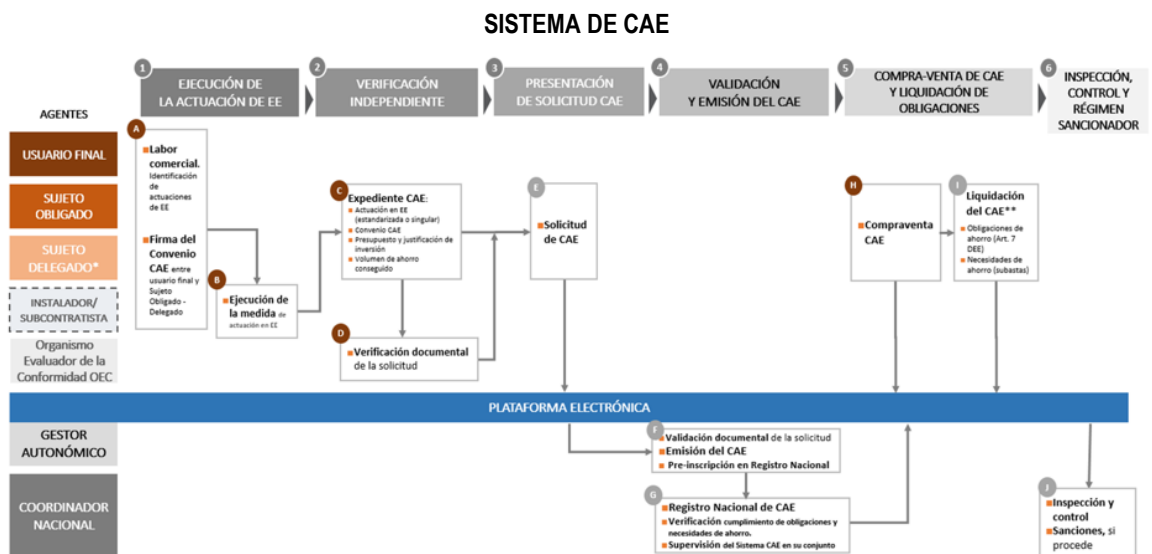 SISTEMA DE CAE
1
EJECUCIÓN DE
LA ACTUACIÓN DE EE
2
VERIFICACIÓN
INDEPENDIENTE
3
PRESENTACIÓN
DE SOLICITUD CAE
4
VALIDACIÓN
Y EMISIÓN DEL CAE
5
COMPRA-VENTA DE CAE
Y LIQUIDACIÓN DE
OBLIGACIONES
6
INSPECCIÓN,
CONTROL Y
RÉGIMEN
SANCIONADOR
AGENTES
USUARIO FINAL
SUJETO
OBLIGADO
SUJETO
DELEGADO*
INSTALADOR/
SUBCONTRATISTA
Organismo
Evaluador de la
Conformidad OEC
A
Labor
comercial.
Identificación
de
actuaciones
de EE
Firma del
Convenio
CAE entre
usuario final y
Sujeto
Obligado -
Delegado
B
Ejecución de
la medida de
actuación en EE
C
Expediente CAE:
Actuación en EE
(estandarizada o singular)
Convenio CAE
Presupuesto y justificación de
inversión
Volumen de ahorro
conseguido
D
Verificación documental
de la solicitud
E
Solicitud
de CAE
H
Compraventa
CAE
I
Liquidación
del CAE**
Obligaciones de
ahorro (Art. 7
DEE)
Necesidades de
ahorro (subastas)
PLATAFORMA ELECTRÓNICA
GESTOR
AUTONÓMICO
COORDINADOR
NACIONAL
F
Validación documental de la solicitud
Emisión del CAE
Pre-inscripción en Registro Nacional
G
Registro Nacional de CAE
Verificación cumplimiento de obligaciones y
necesidades de ahorro.
Supervisión del Sistema CAE en su conjunto
J
Inspección y
control
Sanciones, si
procede